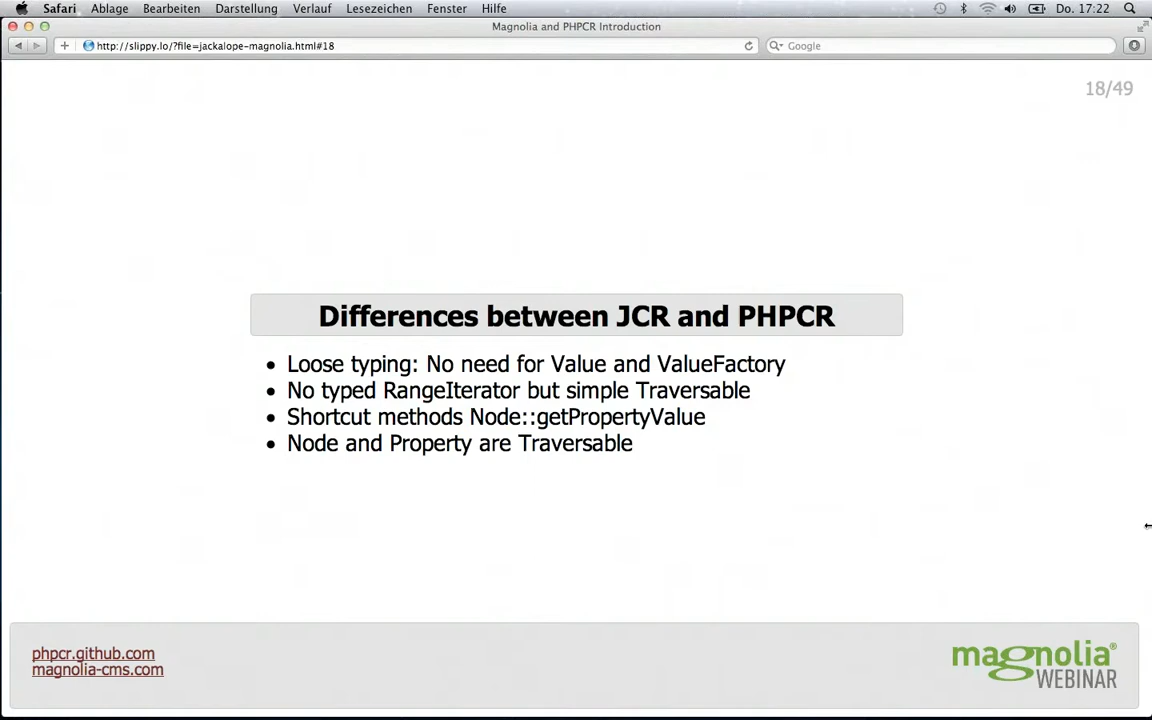 Safari Ablage Bearbeiten Darstellung Verlauf Lesezeichen Fenster Hilfe Do. 17:22
Magnolia and PHPCR Introduction
http://slippy.lo/?file=jackalope-magnolia.html#18 Google
18/49
Differences between JCR and PHPCR
• Loose typing: No need for Value and ValueFactory
• No typed RangeIterator but simple Traversable
• Shortcut methods Node::getPropertyValue
• Node and Property are Traversable
phpcr.github.com
magnolia-cms.com
magnolia®
WEBINAR